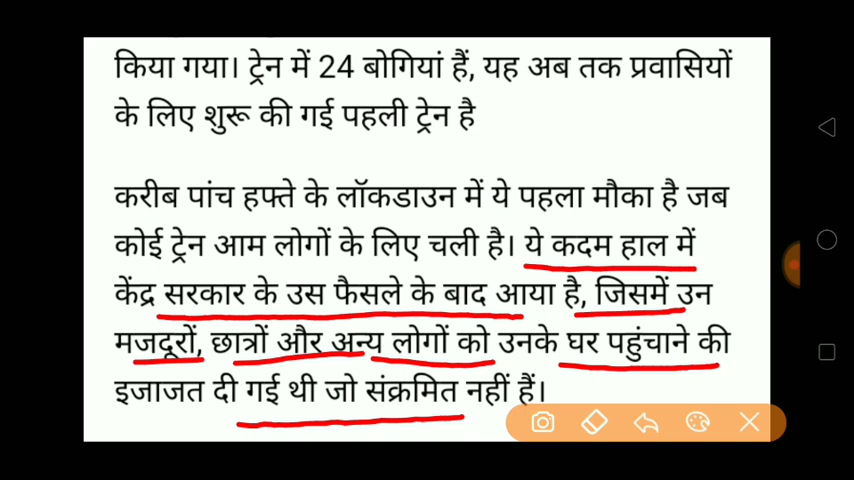 किया गया। ट्रेन में 24 बोगियां हैं, यह अब तक प्रवासियों
के लिए शुरू की गई पहली ट्रेन है
करीब पांच हफ्ते के लॉकडाउन में ये पहला मौका है जब
कोई ट्रेन आम लोगों के लिए चली है। ये कदम हाल में
केंद्र सरकार के उस फैसले के बाद आया है, जिसमें उन
मजदूरों, छात्रों और अन्य लोगों को उनके घर पहुंचाने की
इजाजत दी गई थी जो संक्रमित नहीं हैं।